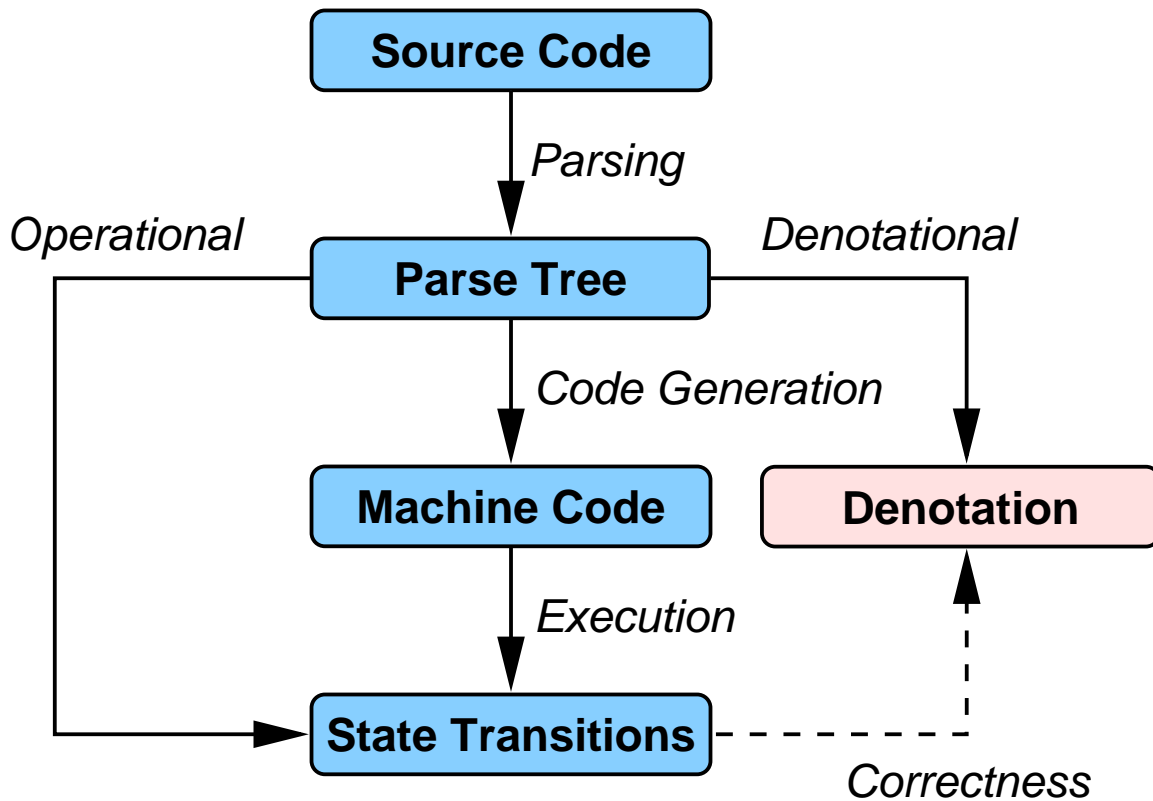 Source Code
Parsing
Operational
Denotational
Parse Tree
Code Generation
Machine Code
Denotation
Execution
State Transitions
Correctness